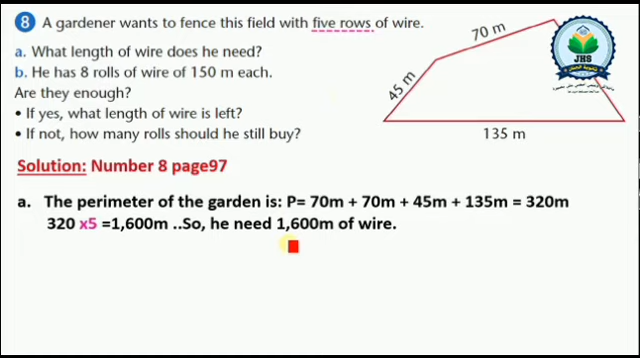 8 A gardener wants to fence this field with five rows of wire.
a. What length of wire does he need?
b. He has 8 rolls of wire of 150 m each.
Are they enough?
• If yes, what length of wire is left?
• If not, how many rolls should he still buy?
70 m
45 m
135 m
JHS
Solution: Number 8 page97
a. The perimeter of the garden is: P= 70m + 70m + 45m + 135m = 320m
320 x5 =1,600m ..So, he need 1,600m of wire.